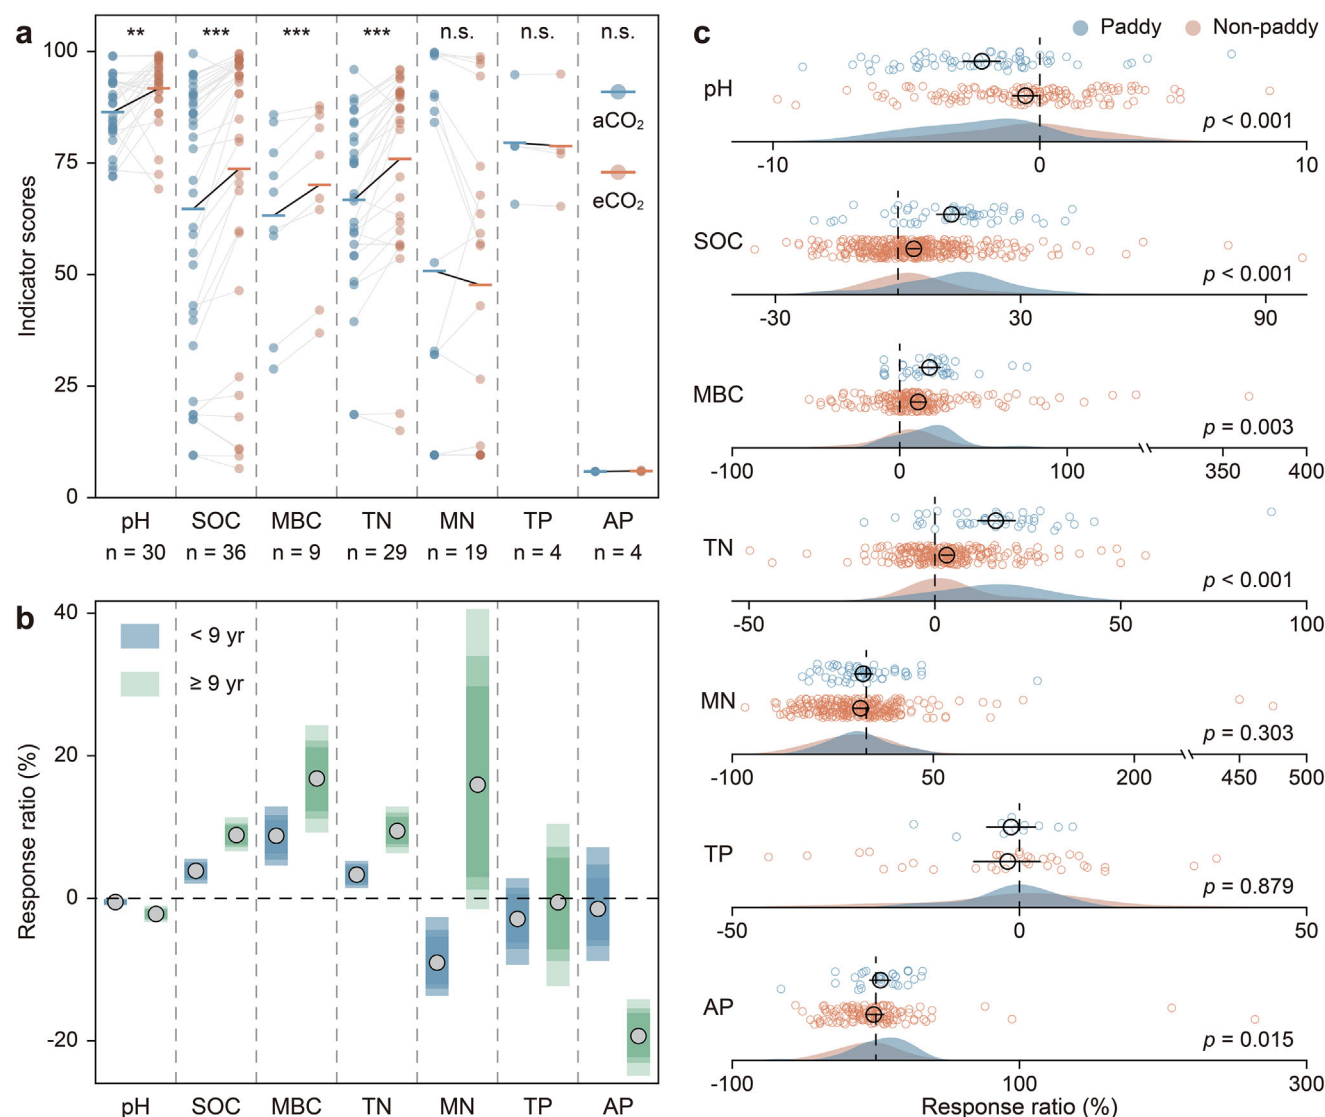 a
Indicator scores
100
75
50
25
0
** *** *** *** n.s. n.s. n.s.
aCO₂
eCO₂
pH SOC MBC TN MN TP AP
n = 30 n = 36 n = 9 n = 29 n = 19 n = 4 n = 4
b
Response ratio (%)
40
20
0
-20
< 9 yr
≥ 9 yr
pH SOC MBC TN MN TP AP
c
Paddy Non-paddy
pH
p < 0.001
-10 0 10
SOC
p < 0.001
-30 30 90
MBC
p = 0.003
-100 0 100 350 400
TN
p < 0.001
-50 0 50 100
MN
p = 0.303
-100 50 200 450 500
TP
p = 0.879
-50 0 50
AP
p = 0.015
-100 100 300
Response ratio (%)